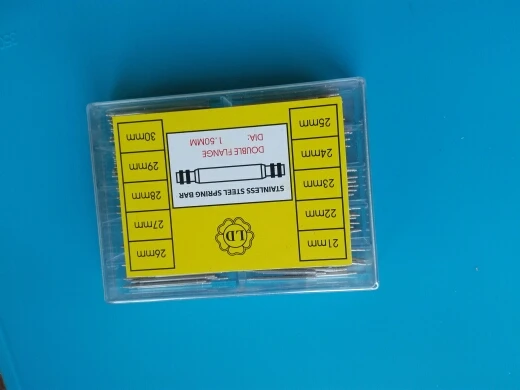 LD
21mm
22mm
23mm
24mm
25mm
STAINLESS STEEL SPRING BAR
DOUBLE FLANGE
DIA: 1.50MM
26mm
27mm
28mm
29mm
30mm